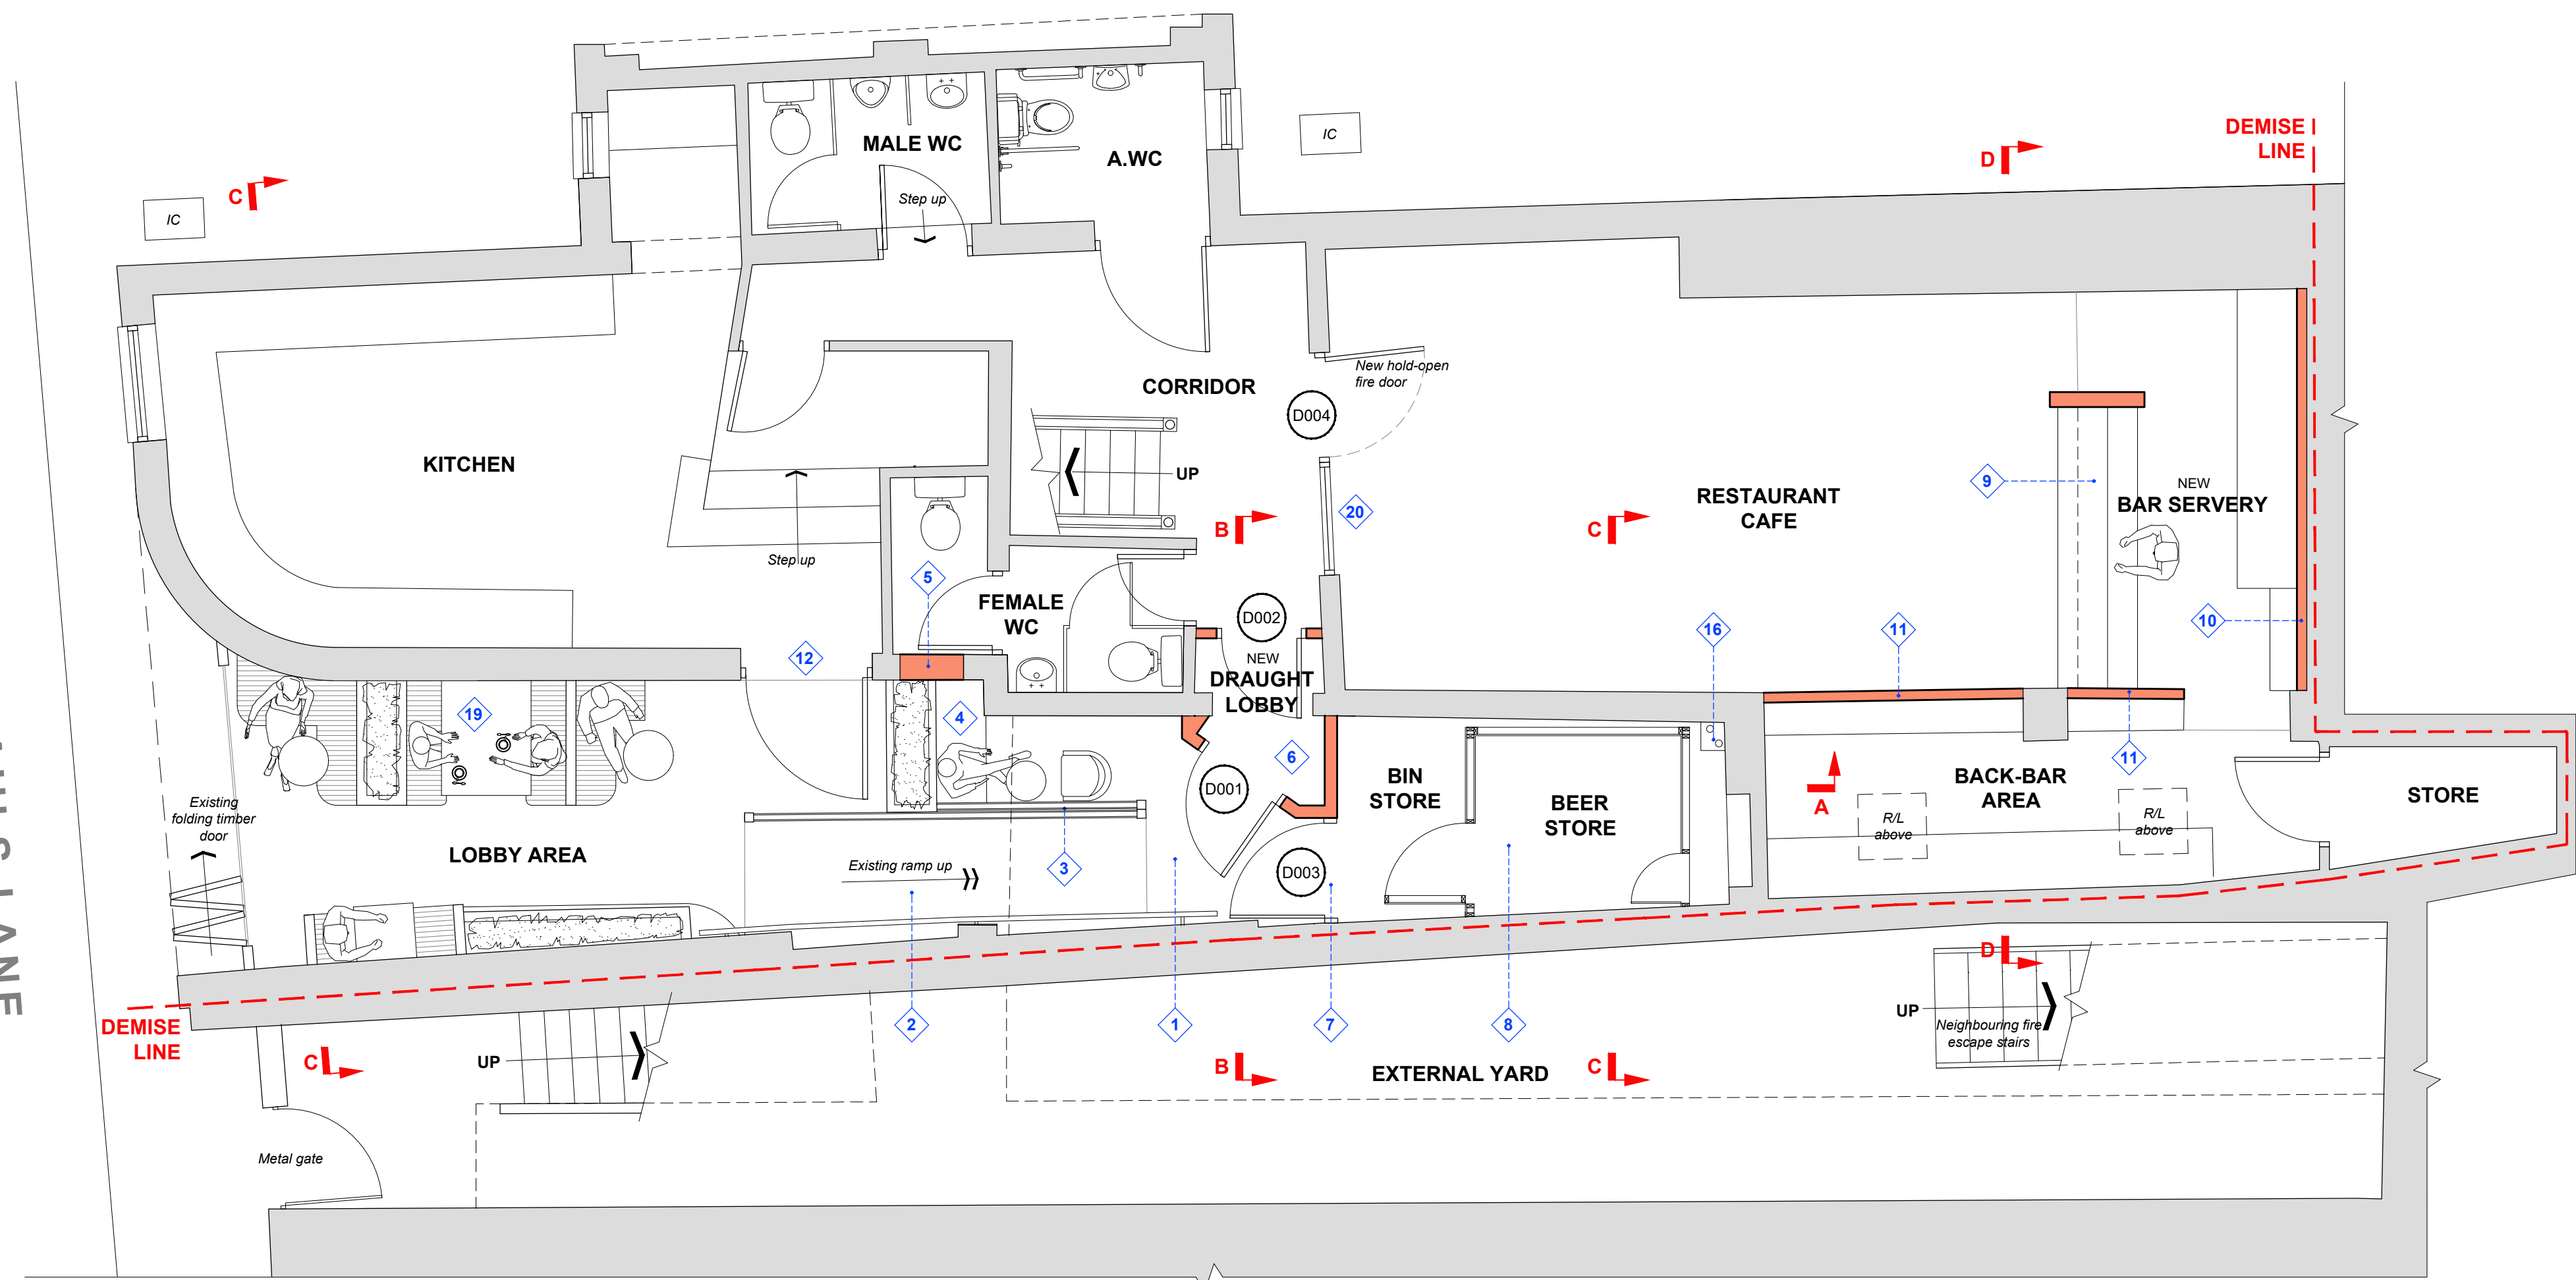 DEMISE
LINE
MALE WC
A.WC
IC
D
C
IC
Step up
New hold-open
fire door
CORRIDOR
D004
KITCHEN
UP
RESTAURANT
CAFE
9
NEW
BAR SERVERY
B
20
C
Step up
5
FEMALE
WC
D002
16
11
10
12
NEW
DRAUGHT
LOBBY
19
4
6
11
D001
BIN
STORE
BEER
STORE
A
BACK-BAR
AREA
STORE
R/L
above
R/L
above
Existing
folding timber
door
LOBBY AREA
Existing ramp up
3
D003
D
DEMISE
LINE
2
1
7
8
UP
Neighbouring fire
escape stairs
C
UP
B
C
EXTERNAL YARD
Metal gate
LANE